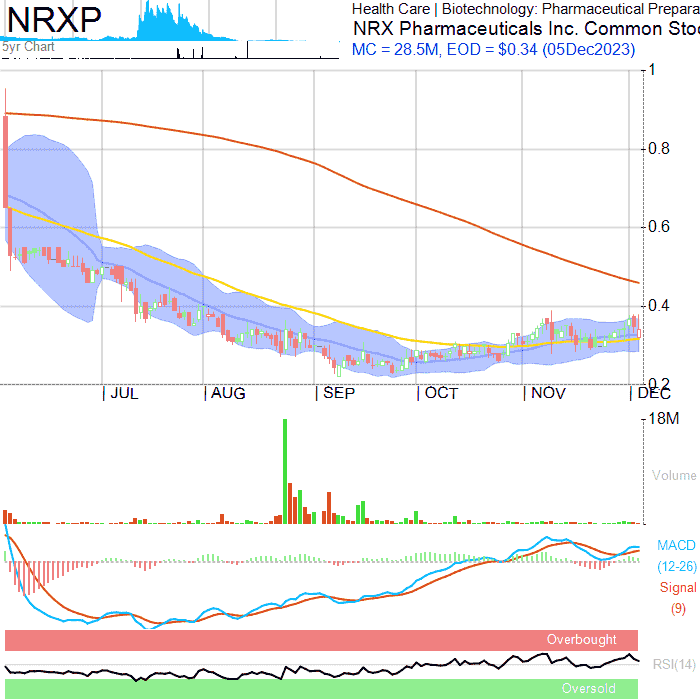 NRXP
5yr Chart
Health Care | Biotechnology: Pharmaceutical Prepara
NRX Pharmaceuticals Inc. Common Stoc
MC = 28.5M, EOD = $0.34 (05Dec2023)
1
0.8
0.6
0.4
0.2
JUL AUG SEP OCT NOV DEC
18M
Volume
MACD
(12-26)
Signal
(9)
Overbought
RSI(14)
Oversold